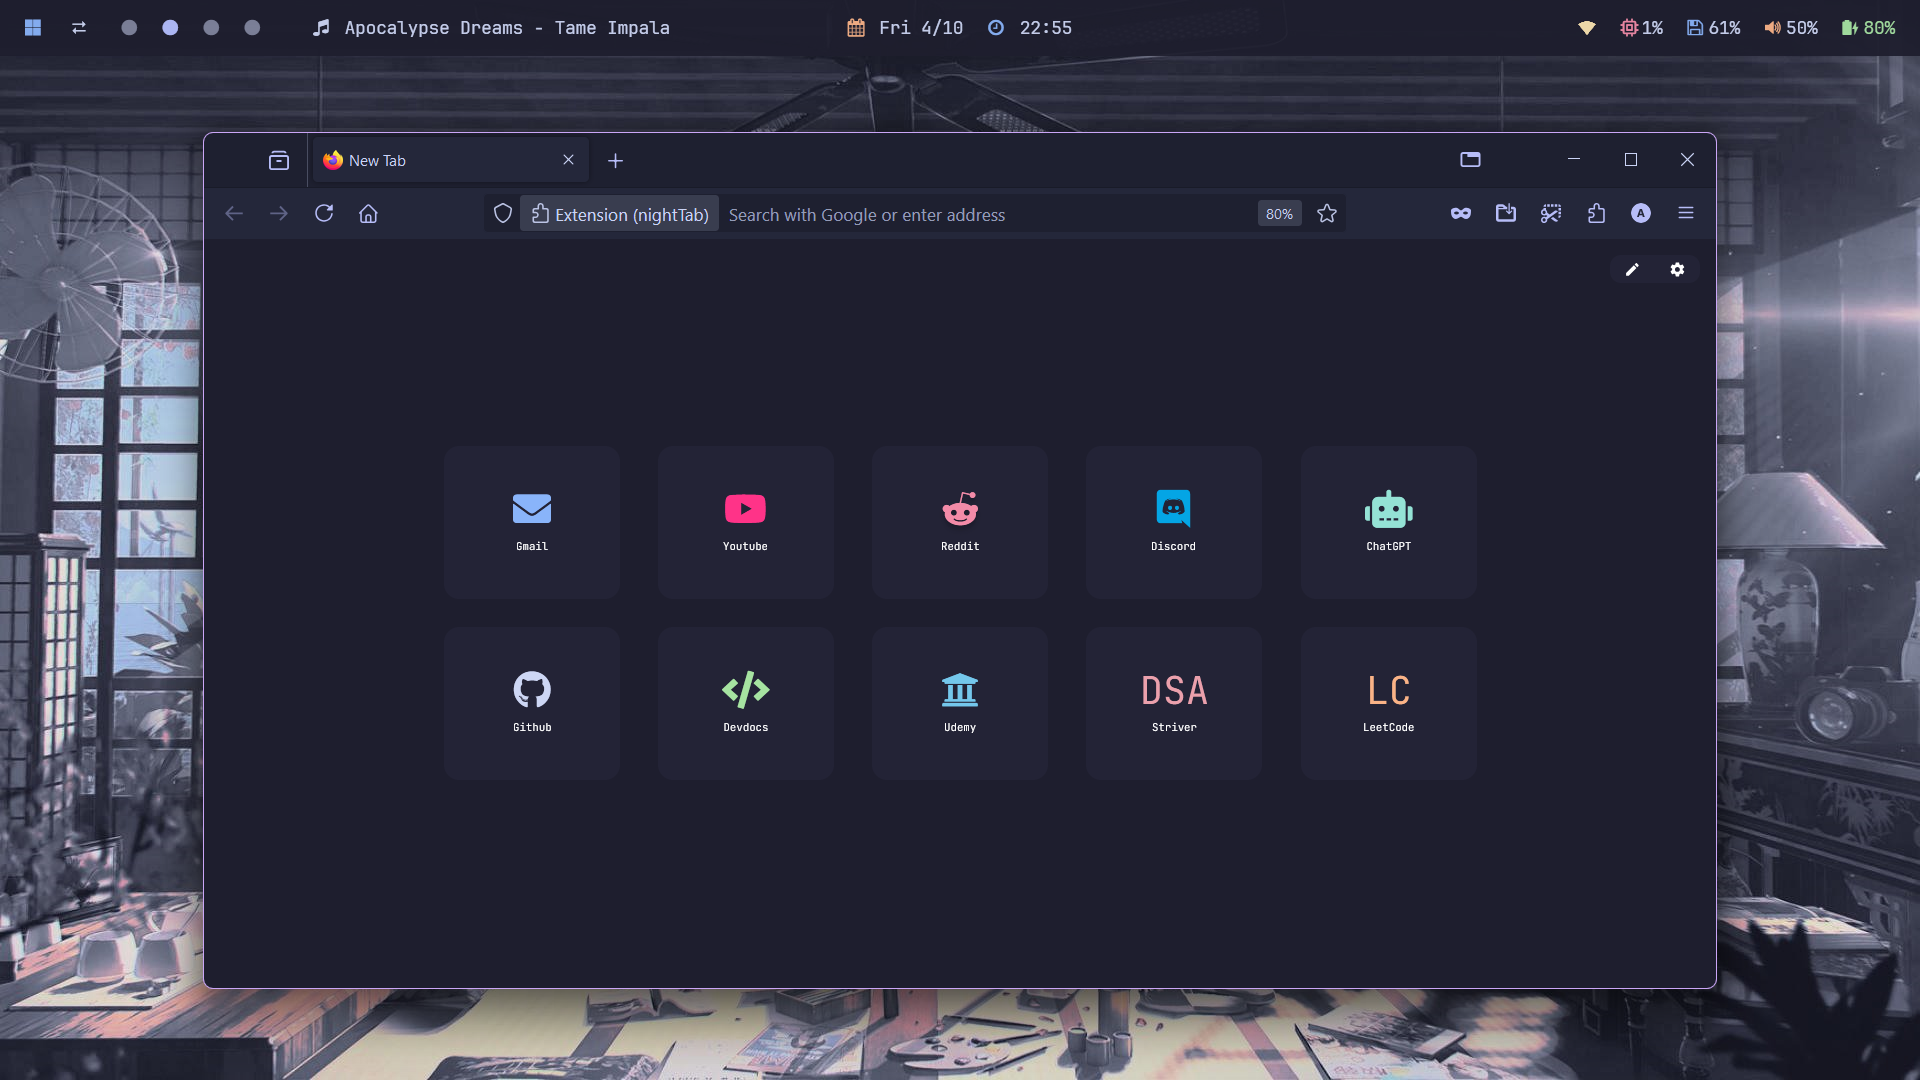 Apocalypse Dreams - Tame Impala
Fri 4/10
22:55
1%
61%
50%
80%
New Tab
Extension (nightTab)
Search with Google or enter address
80%
A
Gmail
Youtube
Reddit
Discord
ChatGPT
Github
Devdocs
Udemy
DSA
Striver
LC
LeetCode